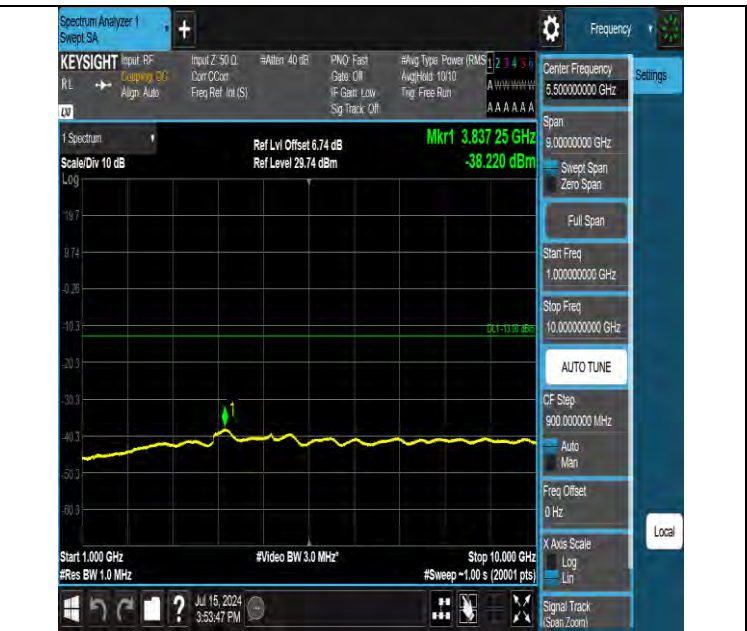 Spectrum Analyzer 1
Swept SA
+
Frequency
KEYSIGHT
RL
Input: RF
Coupling: DC
Align: Auto
Input Z: 50 Ω
Corr CCorr
Freq Ref: Int (S)
#Atten: 40 dB
PNO: Fast
Gate: Off
IF Gain: Low
Sig Track: Off
#Avg Type: Power (RMS
Avg|Hold: 10/10
Trig: Free Run
1 2 3 4 5 6
A W W W W W
A A A A A A
1 Spectrum
Scale/Div 10 dB
Log
Ref Lvl Offset 6.74 dB
Ref Level 29.74 dBm
Mkr1 3.837 25 GHz
-38.220 dBm
19.7
9.74
-0.26
-10.3
DL1 -13.00 dBm
-20.3
-30.3
1
-40.3
-50.3
-60.3
Start 1.000 GHz
#Res BW 1.0 MHz
#Video BW 3.0 MHz*
Stop 10.000 GHz
#Sweep ~1.00 s (20001 pts)
Jul 15, 2024
3:53:47 PM
Center Frequency
5.500000000 GHz
Settings
Span
9.00000000 GHz
Swept Span
Zero Span
Full Span
Start Freq
1.000000000 GHz
Stop Freq
10.000000000 GHz
AUTO TUNE
CF Step
900.000000 MHz
Auto
Man
Freq Offset
0 Hz
X Axis Scale
Log
Lin
Local
Signal Track
(Span Zoom)